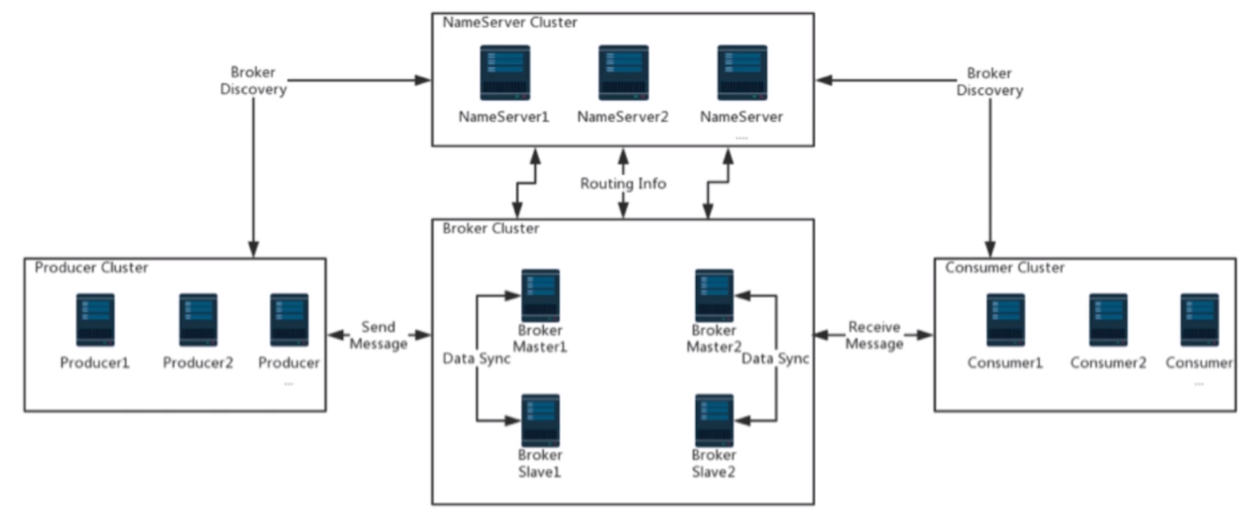 NameServer Cluster
NameServer1
NameServer2
NameServer
....
Broker
Discovery
Broker
Discovery
Routing Info
Producer Cluster
Producer1
Producer2
Producer
...
Send
Message
Broker Cluster
Broker
Master1
Broker
Master2
Data Sync
Data Sync
Broker
Slave1
Broker
Slave2
Receive
Message
Consumer Cluster
Consumer1
Consumer2
Consumer
...